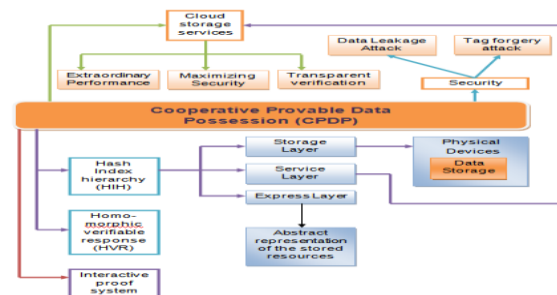 Cloud
storage
services
Data Leakage
Attack
Tag forgery
attack
Extraordinary
Performance
Maximizing
Security
Transparent
verification
Security
Cooperative Provable Data
Possession (CPDP)
Hash
Index
hierarchy
(HIH)
Storage
Layer
Service
Layer
Express Layer
Physical
Devices
Data
Storage
Abstract
representation
of the stored
resources
Homo-
morphic
verifiable
response
(HVR)
Interactive
proof
system